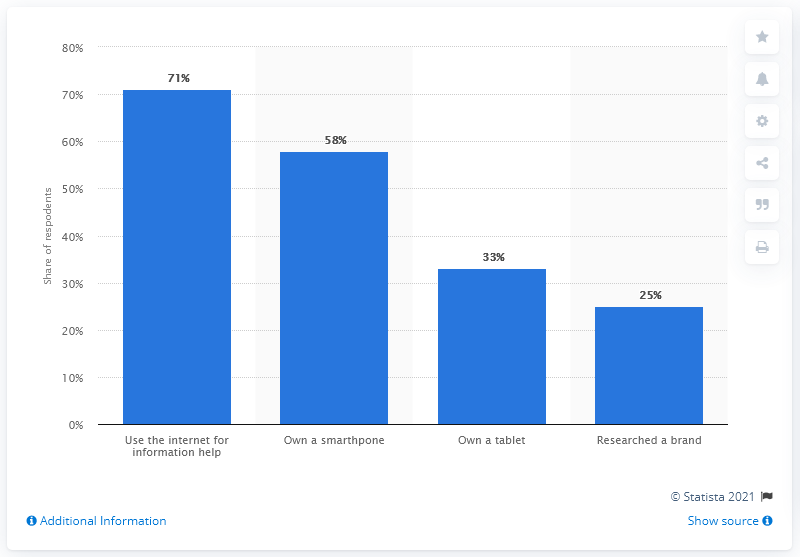 80%
70%
60%
50%
40%
30%
20%
10%
0%
Share of respodents
71%
58%
33%
25%
Use the internet for
information help
Own a smarthpone
Own a tablet
Researched a brand
© Statista 2021
Additional Information
Show source